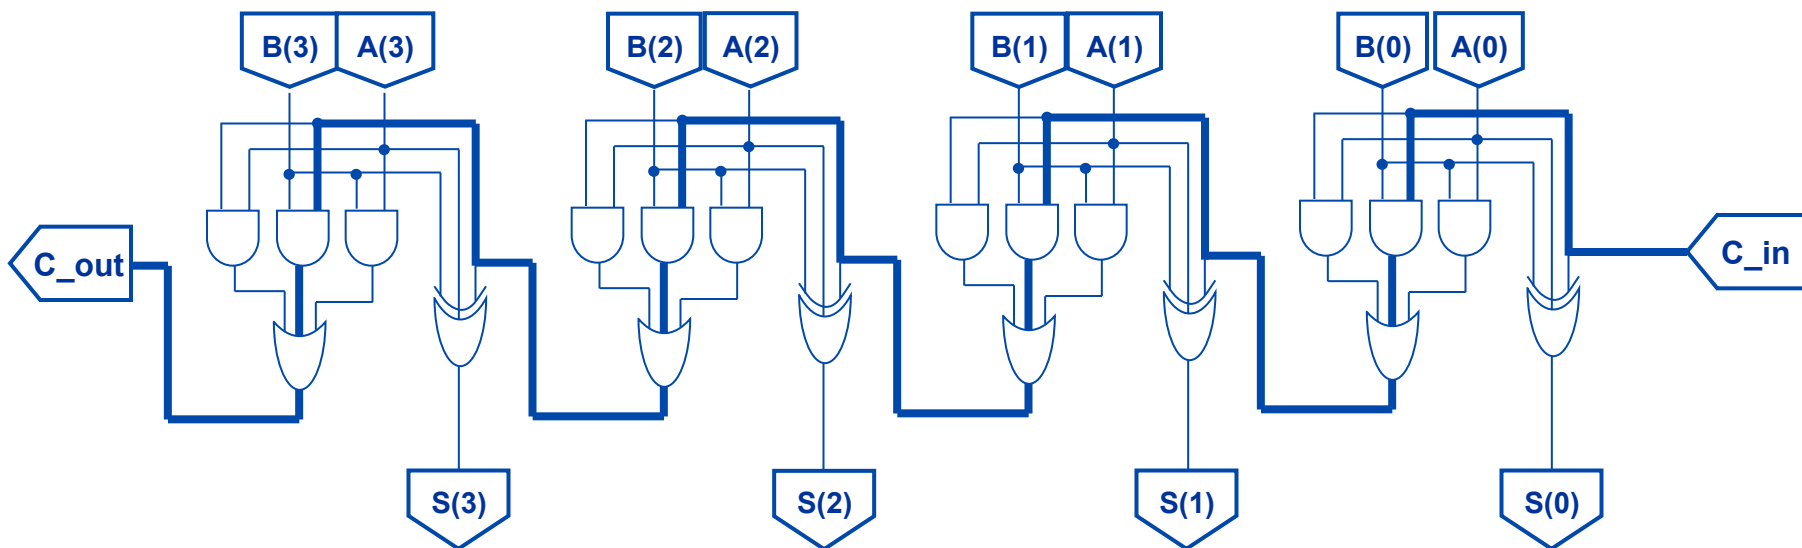 B(3) A(3) B(2) A(2) B(1) A(1) B(0) A(0)
C_out C_in
S(3) S(2) S(1) S(0)